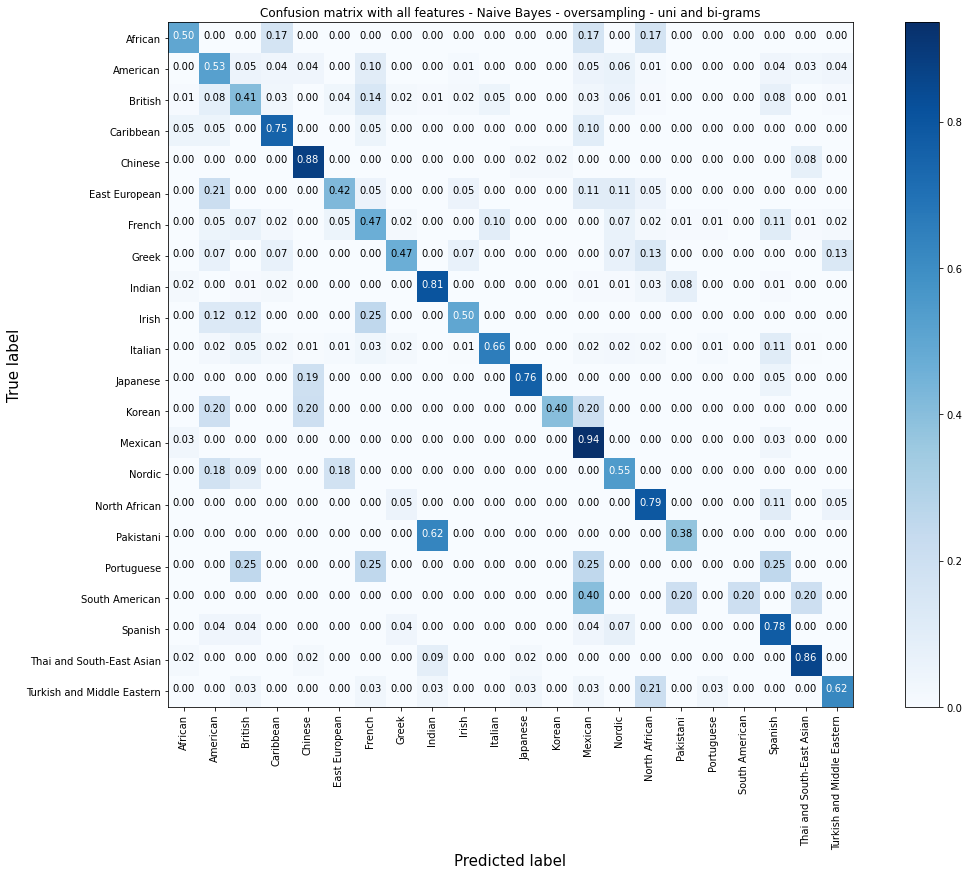 Confusion matrix with all features - Naive Bayes - oversampling - uni and bi-grams
African 0.50 0.00 0.00 0.17 0.00 0.00 0.00 0.00 0.00 0.00 0.00 0.00 0.00 0.17 0.00 0.17 0.00 0.00 0.00 0.00 0.00 0.00
American 0.00 0.53 0.05 0.04 0.04 0.00 0.10 0.00 0.00 0.01 0.00 0.00 0.00 0.05 0.06 0.01 0.00 0.00 0.00 0.04 0.03 0.04
British 0.01 0.08 0.41 0.03 0.00 0.04 0.14 0.02 0.01 0.02 0.05 0.00 0.00 0.03 0.06 0.01 0.00 0.00 0.00 0.08 0.00 0.01
Caribbean 0.05 0.05 0.00 0.75 0.00 0.00 0.05 0.00 0.00 0.00 0.00 0.00 0.00 0.10 0.00 0.00 0.00 0.00 0.00 0.00 0.00 0.00
Chinese 0.00 0.00 0.00 0.00 0.88 0.00 0.00 0.00 0.00 0.00 0.00 0.02 0.02 0.00 0.00 0.00 0.00 0.00 0.00 0.00 0.08 0.00
East European 0.00 0.21 0.00 0.00 0.00 0.42 0.05 0.00 0.00 0.05 0.00 0.00 0.00 0.11 0.11 0.05 0.00 0.00 0.00 0.00 0.00 0.00
French 0.00 0.05 0.07 0.02 0.00 0.05 0.47 0.02 0.00 0.00 0.10 0.00 0.00 0.00 0.07 0.02 0.01 0.01 0.00 0.11 0.01 0.02
Greek 0.00 0.07 0.00 0.07 0.00 0.00 0.00 0.47 0.00 0.07 0.00 0.00 0.00 0.00 0.07 0.13 0.00 0.00 0.00 0.00 0.00 0.13
Indian 0.02 0.00 0.01 0.02 0.00 0.00 0.00 0.00 0.81 0.00 0.00 0.00 0.00 0.01 0.01 0.03 0.08 0.00 0.00 0.01 0.00 0.00
Irish 0.00 0.12 0.12 0.00 0.00 0.00 0.25 0.00 0.00 0.50 0.00 0.00 0.00 0.00 0.00 0.00 0.00 0.00 0.00 0.00 0.00 0.00
Italian 0.00 0.02 0.05 0.02 0.01 0.01 0.03 0.02 0.00 0.01 0.66 0.00 0.00 0.02 0.02 0.02 0.00 0.01 0.00 0.11 0.01 0.00
Japanese 0.00 0.00 0.00 0.00 0.19 0.00 0.00 0.00 0.00 0.00 0.00 0.76 0.00 0.00 0.00 0.00 0.00 0.00 0.00 0.05 0.00 0.00
Korean 0.00 0.20 0.00 0.00 0.20 0.00 0.00 0.00 0.00 0.00 0.00 0.00 0.40 0.20 0.00 0.00 0.00 0.00 0.00 0.00 0.00 0.00
Mexican 0.03 0.00 0.00 0.00 0.00 0.00 0.00 0.00 0.00 0.00 0.00 0.00 0.00 0.94 0.00 0.00 0.00 0.00 0.00 0.03 0.00 0.00
Nordic 0.00 0.18 0.09 0.00 0.00 0.18 0.00 0.00 0.00 0.00 0.00 0.00 0.00 0.00 0.55 0.00 0.00 0.00 0.00 0.00 0.00 0.00
North African 0.00 0.00 0.00 0.00 0.00 0.00 0.00 0.05 0.00 0.00 0.00 0.00 0.00 0.00 0.00 0.79 0.00 0.00 0.00 0.11 0.00 0.05
Pakistani 0.00 0.00 0.00 0.00 0.00 0.00 0.00 0.00 0.62 0.00 0.00 0.00 0.00 0.00 0.00 0.00 0.38 0.00 0.00 0.00 0.00 0.00
Portuguese 0.00 0.00 0.25 0.00 0.00 0.00 0.25 0.00 0.00 0.00 0.00 0.00 0.00 0.25 0.00 0.00 0.00 0.00 0.00 0.25 0.00 0.00
South American 0.00 0.00 0.00 0.00 0.00 0.00 0.00 0.00 0.00 0.00 0.00 0.00 0.00 0.40 0.00 0.00 0.20 0.00 0.20 0.00 0.20 0.00
Spanish 0.00 0.04 0.04 0.00 0.00 0.00 0.00 0.04 0.00 0.00 0.00 0.00 0.00 0.04 0.07 0.00 0.00 0.00 0.00 0.78 0.00 0.00
Thai and South-East Asian 0.02 0.00 0.00 0.00 0.02 0.00 0.00 0.00 0.09 0.00 0.00 0.02 0.00 0.00 0.00 0.00 0.00 0.00 0.00 0.00 0.86 0.00
Turkish and Middle Eastern 0.00 0.00 0.03 0.00 0.00 0.00 0.03 0.00 0.03 0.00 0.00 0.03 0.00 0.03 0.00 0.21 0.00 0.03 0.00 0.00 0.00 0.62
African
American
British
Caribbean
Chinese
East European
French
Greek
Indian
Irish
Italian
Japanese
Korean
Mexican
Nordic
North African
Pakistani
Portuguese
South American
Spanish
Thai and South-East Asian
Turkish and Middle Eastern
True label
Predicted label
0.8
0.6
0.4
0.2
0.0